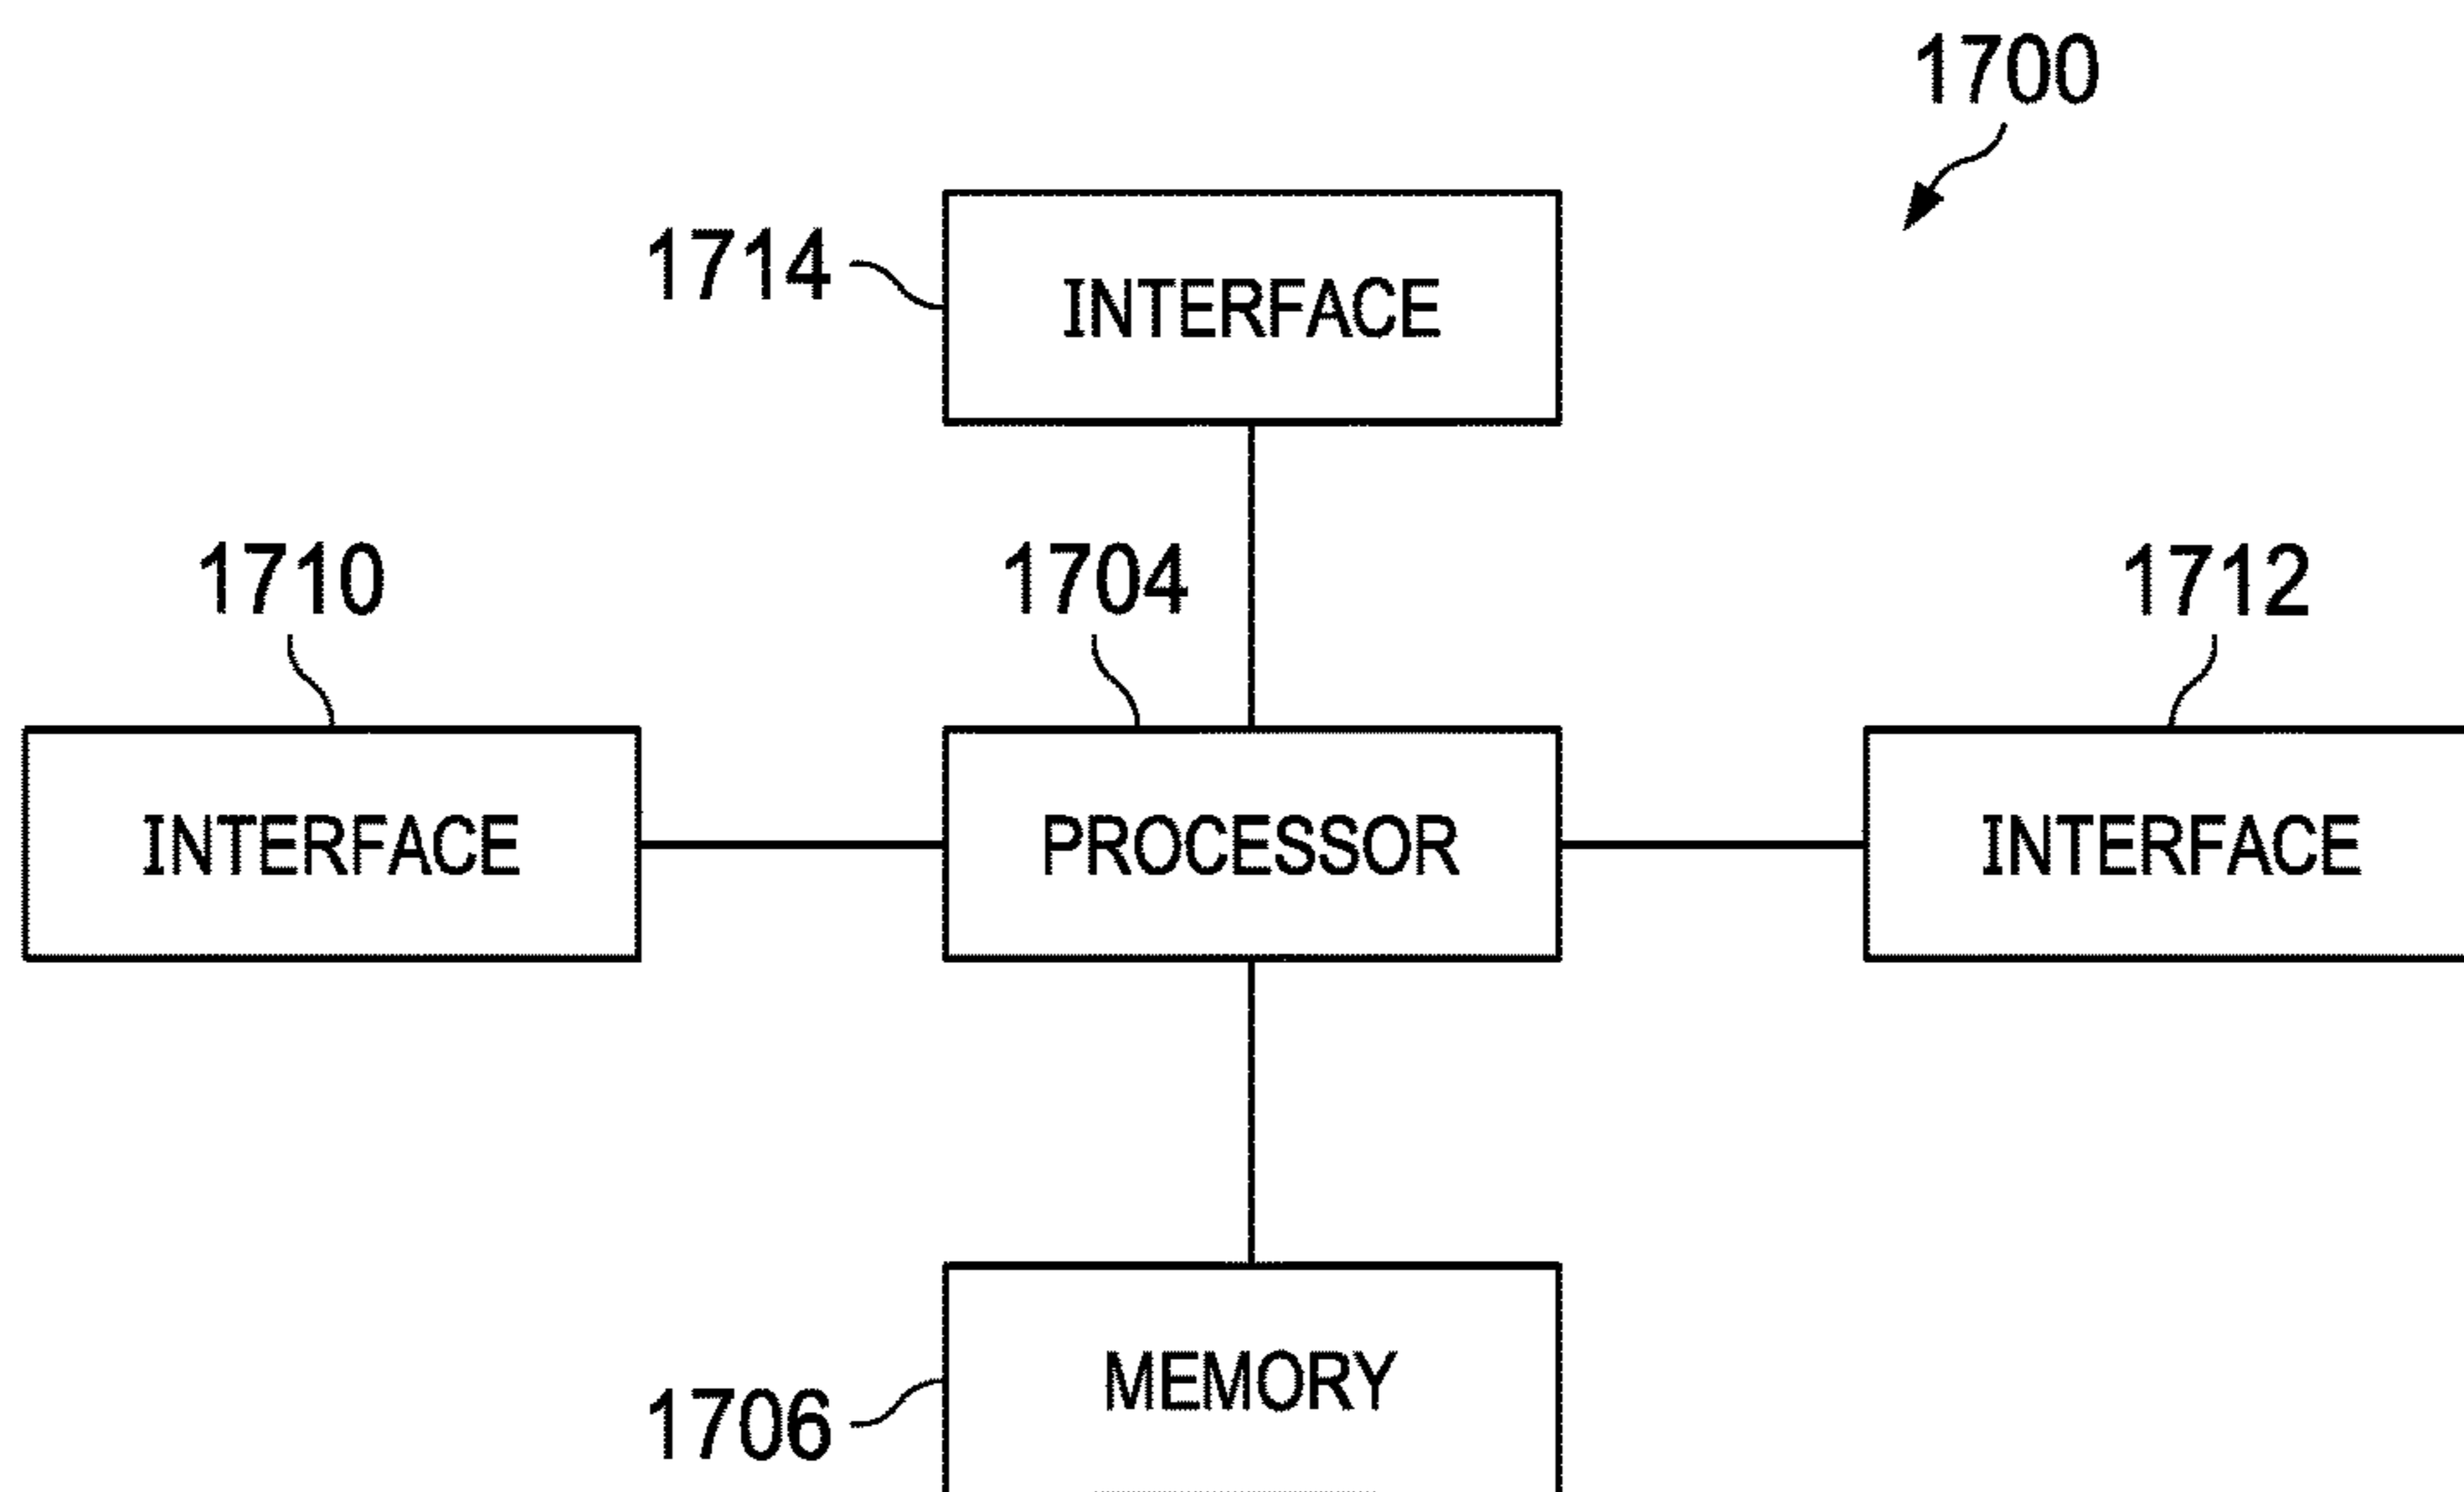 1700
1714
INTERFACE
1710
1704
1712
INTERFACE
PROCESSOR
INTERFACE
MEMORY
1706